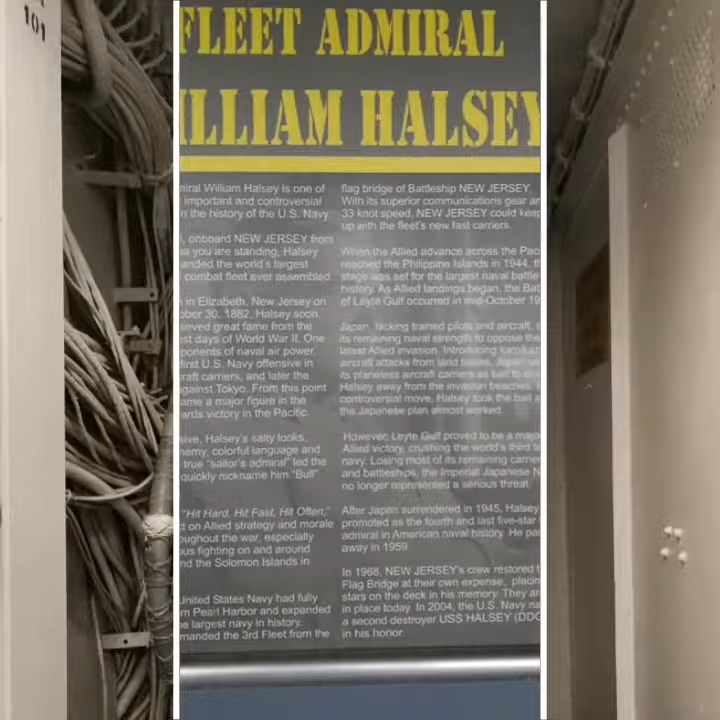 101
FLEET ADMIRAL
ILLIAM HALSEY
miral William Halsey is one of
important and controversial
n the history of the U.S. Navy.
, onboard NEW JERSEY from
a you are standing, Halsey
anded the world's largest
combat fleet ever assembled.
in Elizabeth, New Jersey on
ober 30, 1882, Halsey soon
ieved great fame from the
est days of World War II. One
ponents of naval air power,
first U.S. Navy offensive in
raft carriers, and later the
against Tokyo. From this point
ame a major figure in the
ards victory in the Pacific.
sive, Halsey's salty looks,
nemy, colorful language and
true "sailor's admiral" led the
quickly nickname him "Bull"
"Hit Hard, Hit Fast, Hit Often,"
ct on Allied strategy and morale
oughout the war, especially
us fighting on and around
nd the Solomon Islands in
United States Navy had fully
m Pearl Harbor and expanded
e largest navy in history.
manded the 3rd Fleet from the
flag bridge of Battleship NEW JERSEY.
With its superior communications gear an
33 knot speed, NEW JERSEY could keep
up with the fleet's new fast carriers.
When the Allied advance across the Paci
reached the Philippine Islands in 1944, th
stage was set for the largest naval battle
history. As Allied landings began, the Bat
of Leyte Gulf occurred in mid-October 19
Japan, lacking trained pilots and aircraft, s
its remaining naval strength to oppose the
latest Allied invasion. Introducing kamikaz
aircraft attacks from land bases, Japan us
its planeless aircraft carriers as bait to
Halsey away from the invasion beaches.
controversial move, Halsey took the bait a
the Japanese plan almost worked.
However, Leyte Gulf proved to be a major
Allied victory, crushing the world's third la
navy. Losing most of its remaining carrier
and battleships, the Imperial Japanese N
no longer represented a serious threat.
After Japan surrendered in 1945, Halsey
promoted as the fourth and last five-star
admiral in American naval history. He pa
away in 1959.
In 1968, NEW JERSEY's crew restored t
Flag Bridge at their own expense, placin
stars on the deck in his memory. They ar
in place today. In 2004, the U.S. Navy na
a second destroyer USS HALSEY (DDG
in his honor.